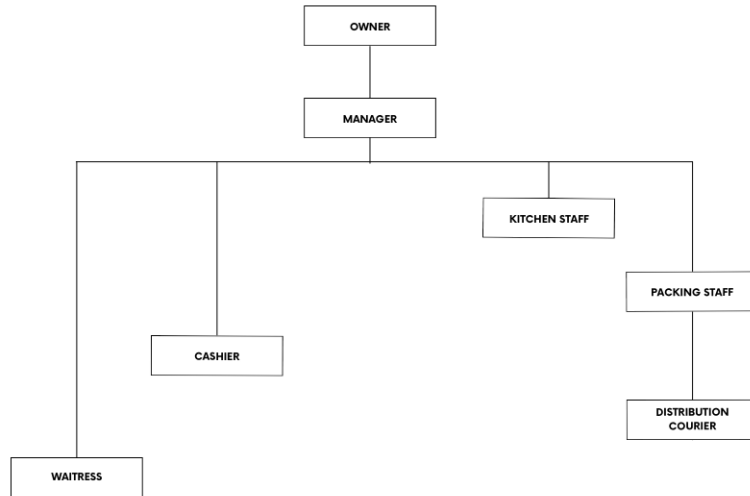 OWNER
MANAGER
KITCHEN STAFF
PACKING STAFF
CASHIER
DISTRIBUTION
COURIER
WAITRESS